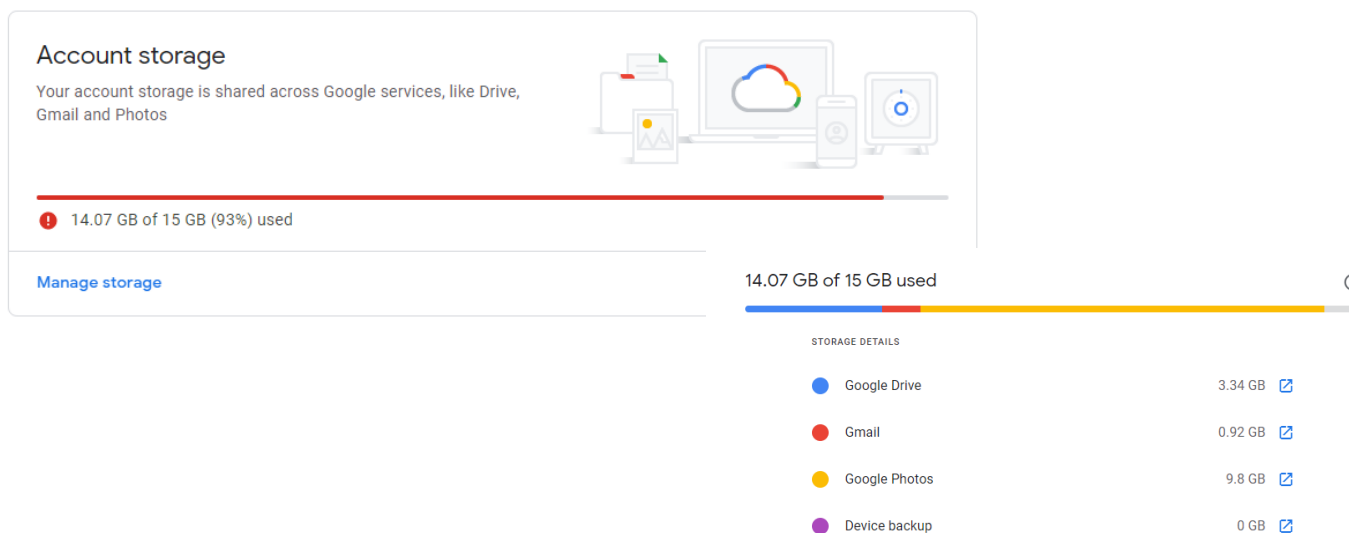 Account storage
Your account storage is shared across Google services, like Drive,
Gmail and Photos
14.07 GB of 15 GB (93%) used
Manage storage
14.07 GB of 15 GB used
STORAGE DETAILS
Google Drive 3.34 GB
Gmail 0.92 GB
Google Photos 9.8 GB
Device backup 0 GB